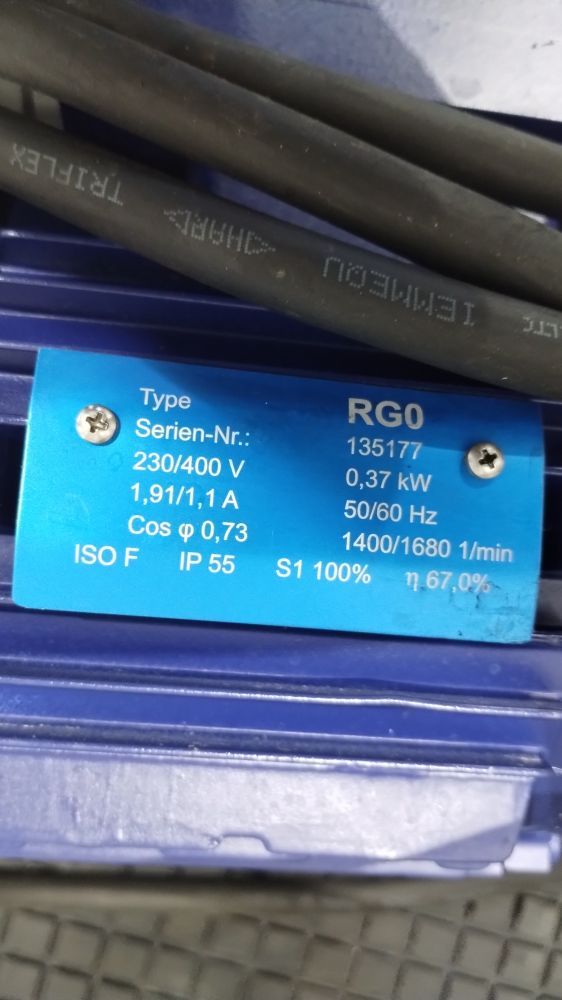 TRIFLEX <HAR> IEMMEQU
Type RG0
Serien-Nr.: 135177
230/400 V 0,37 kW
1,91/1,1 A 50/60 Hz
Cos φ 0,73 1400/1680 1/min
ISO F IP 55 S1 100% η 67,0%